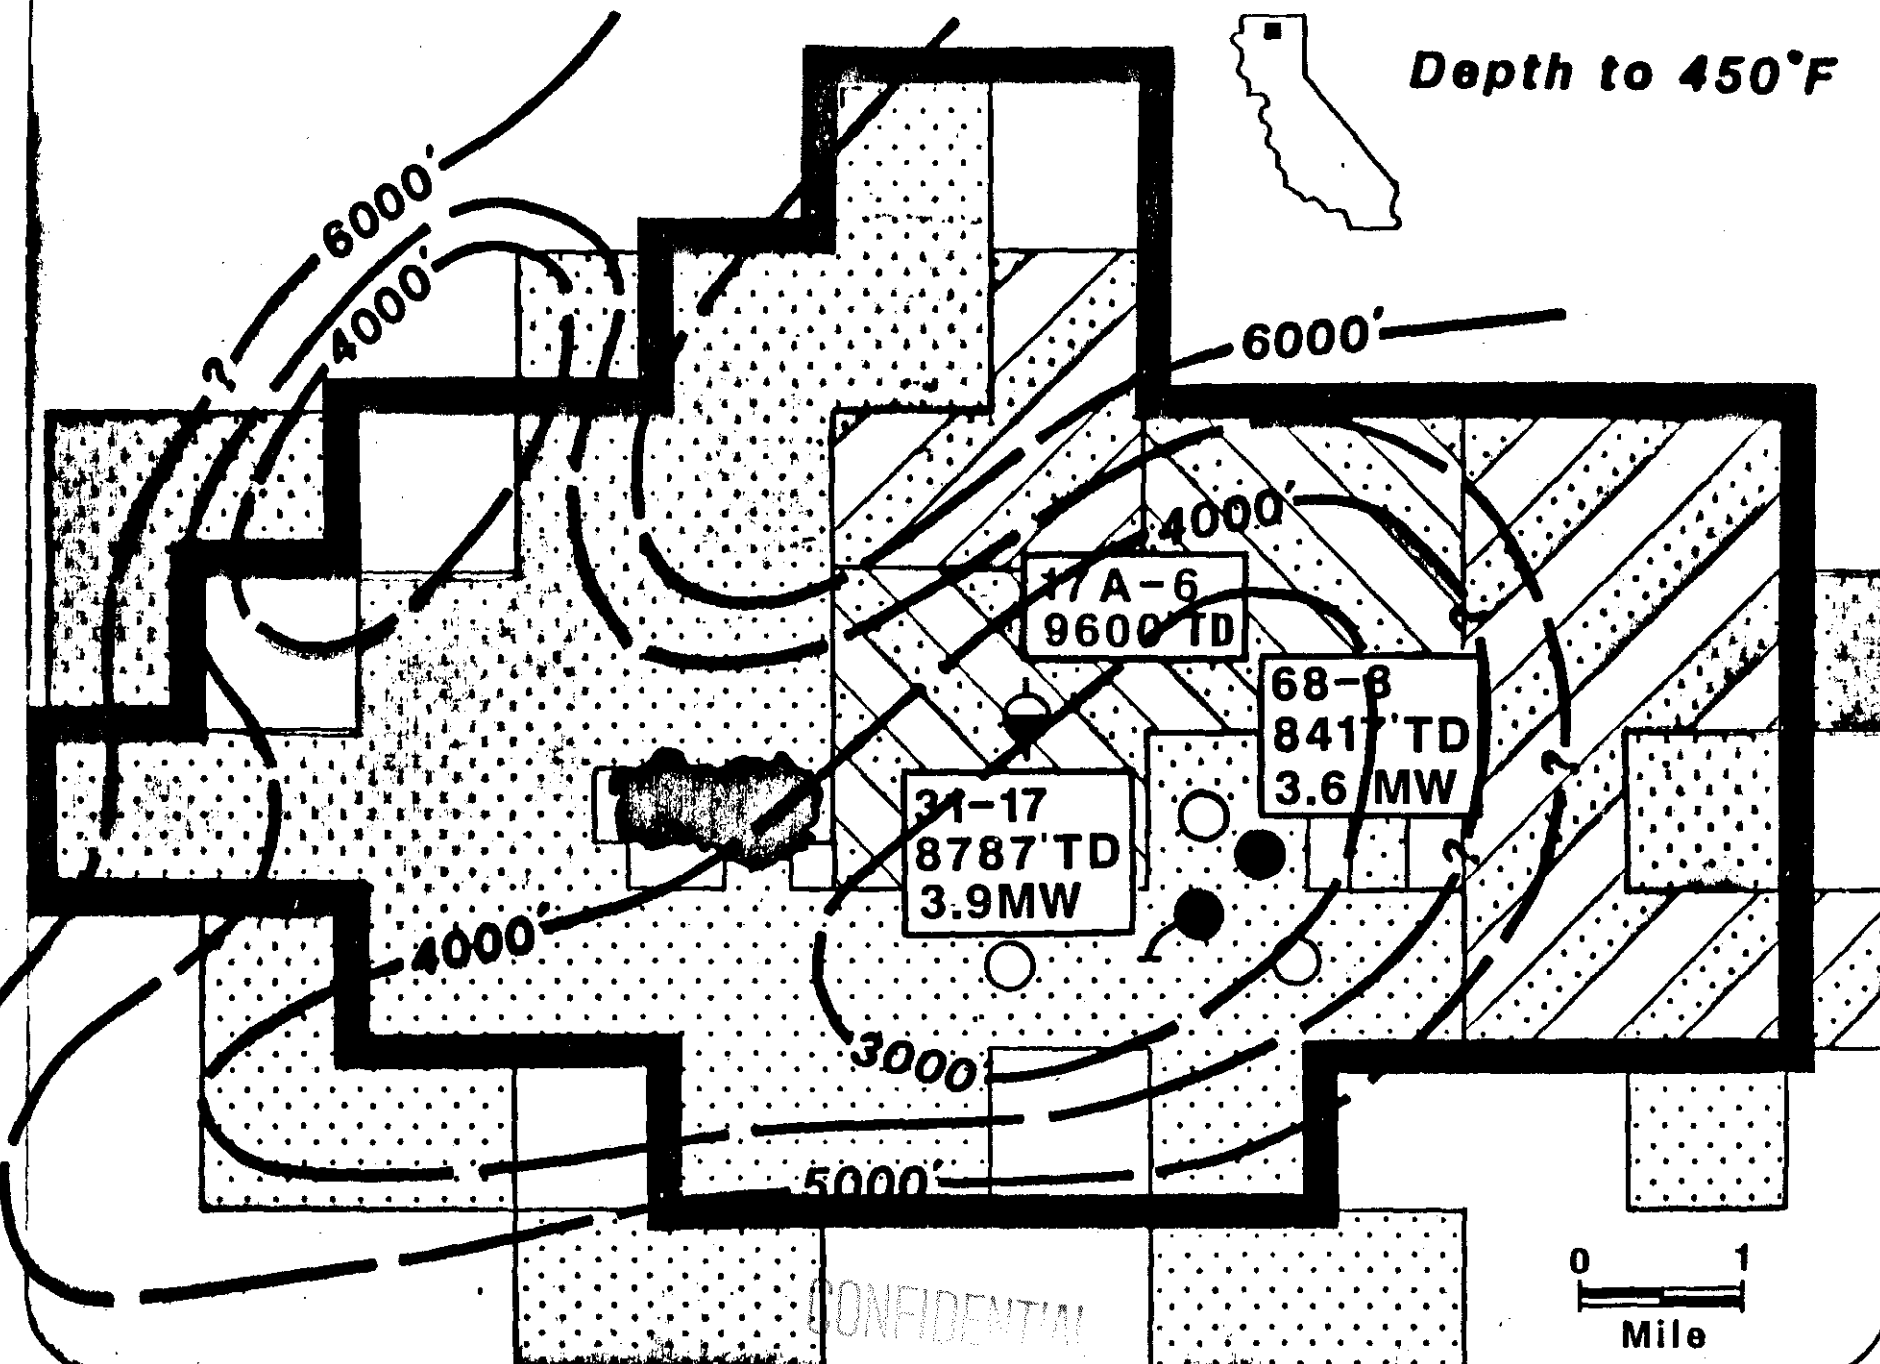 Depth to 450°F
6000'
4000'
?
6000'
4000'
17A-6
9600'TD
?
68-8
8417'TD
3.6 MW
?
31-17
8787'TD
3.9MW
?
4000'
3000'
5000'
0 1
Mile
CONFIDENTIAL